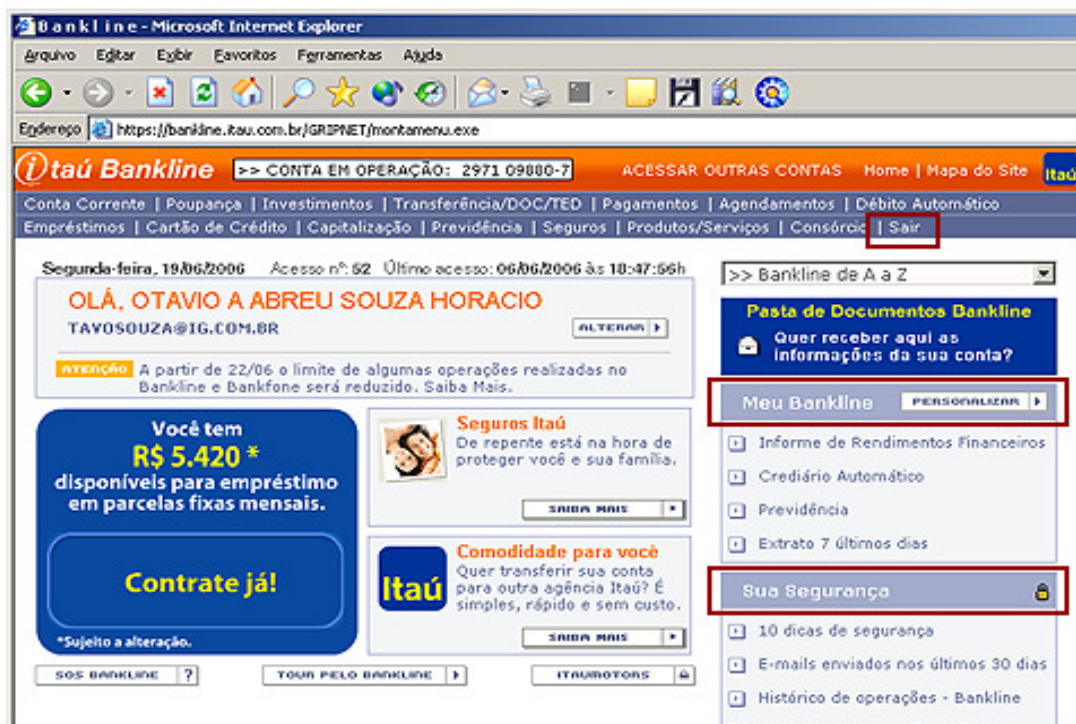 Bankline - Microsoft Internet Explorer
Arquivo Editar Exibir Favoritos Ferramentas Ajuda
Endereço https://bankline.itau.com.br/GRIPNET/montamenu.exe
itaú Bankline >> CONTA EM OPERAÇÃO: 2971 09880-7 ACESSAR OUTRAS CONTAS Home | Mapa do Site Itaú
Conta Corrente | Poupança | Investimentos | Transferência/DOC/TED | Pagamentos | Agendamentos | Débito Automático
Empréstimos | Cartão de Crédito | Capitalização | Previdência | Seguros | Produtos/Serviços | Consórcio | Sair
Segunda-feira, 19/06/2006 Acesso nº: 52 Último acesso: 06/06/2006 às 18:47:56h
OLÁ, OTAVIO A ABREU SOUZA HORACIO
TAVOSOUZA@IG.COM.BR ALTERAR
ATENÇÃO A partir de 22/06 o limite de algumas operações realizadas no
Bankline e Bankfone será reduzido. Saiba Mais.
Você tem
R$ 5.420 *
disponíveis para empréstimo
em parcelas fixas mensais.
Contrate já!
*Sujeito a alteração.
Seguros Itaú
De repente está na hora de
proteger você e sua família.
SAIBA MAIS
Itaú
Comodidade para você
Quer transferir sua conta
para outra agência Itaú? É
simples, rápido e sem custo.
SAIBA MAIS
SOS BANKLINE ? TOUR PELO BANKLINE ITAUMOTORS
>> Bankline de A a Z
Pasta de Documentos Bankline
Quer receber aqui as
informações da sua conta?
Meu Bankline PERSONALIZAR
Informe de Rendimentos Financeiros
Crediário Automático
Previdência
Extrato 7 últimos dias
Sua Segurança
10 dicas de segurança
E-mails enviados nos últimos 30 dias
Histórico de operações - Bankline